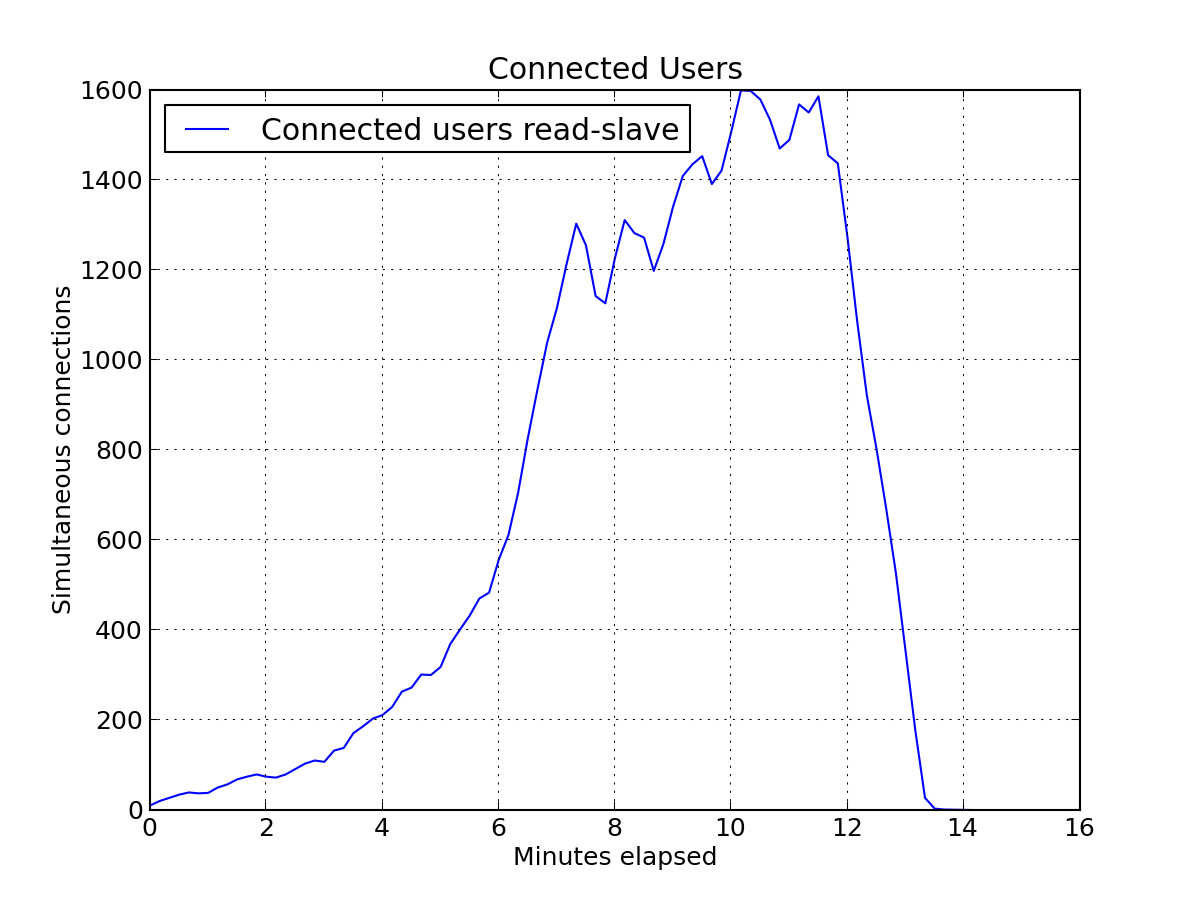 Connected Users
Connected users read-slave
Simultaneous connections
1600
1400
1200
1000
800
600
400
200
0
0 2 4 6 8 10 12 14 16
Minutes elapsed